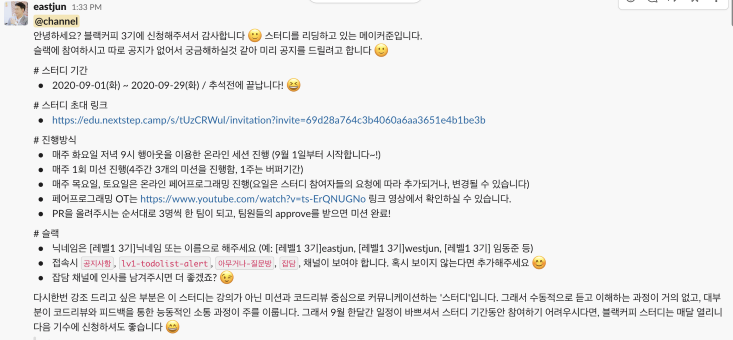 eastjun 1:33 PM
@channel
안녕하세요? 블랙커피 3기에 신청해주셔서 감사합니다 스터디를 리딩하고 있는 메이커준입니다.
슬랙에 참여하시고 따로 공지가 없어서 궁금해하실것 같아 미리 공지를 드릴려고 합니다
# 스터디 기간
• 2020-09-01(화) ~ 2020-09-29(화) / 추석전에 끝납니다!
# 스터디 초대 링크
• https://edu.nextstep.camp/s/tUzCRWul/invitation?invite=69d28a764c3b4060a6aa3651e4b1be3b
# 진행방식
• 매주 화요일 저녁 9시 행아웃을 이용한 온라인 세션 진행 (9월 1일부터 시작합니다~!)
• 매주 1회 미션 진행(4주간 3개의 미션을 진행함, 1주는 버퍼기간)
• 매주 목요일, 토요일은 온라인 페어프로그래밍 진행(요일은 스터디 참여자들의 요청에 따라 추가되거나, 변경될 수 있습니다)
• 페어프로그래밍 OT는 https://www.youtube.com/watch?v=ts-ErQNUGNo 링크 영상에서 확인하실 수 있습니다.
• PR을 올려주시는 순서대로 3명씩 한 팀이 되고, 팀원들의 approve를 받으면 미션 완료!
# 슬랙
• 닉네임은 [레벨1 3기]닉네임 또는 이름으로 해주세요 (예: [레벨1 3기]eastjun, [레벨1 3기]westjun, [레벨1 3기] 임동준 등)
• 접속시 공지사항, lv1-todolist-alert, 아무거나-질문방, 잡담, 채널이 보여야 합니다. 혹시 보이지 않는다면 추가해주세요
• 잡담 채널에 인사를 남겨주시면 더 좋겠죠?
다시한번 강조 드리고 싶은 부분은 이 스터디는 강의가 아닌 미션과 코드리뷰 중심으로 커뮤니케이션하는 '스터디'입니다. 그래서 수동적으로 듣고 이해하는 과정이 거의 없고, 대부
분이 코드리뷰와 피드백을 통한 능동적인 소통 과정이 주를 이룹니다. 그래서 9월 한달간 일정이 바쁘셔서 스터디 기간동안 참여하기 어려우시다면, 블랙커피 스터디는 매달 열리니
다음 기수에 신청하셔도 좋습니다